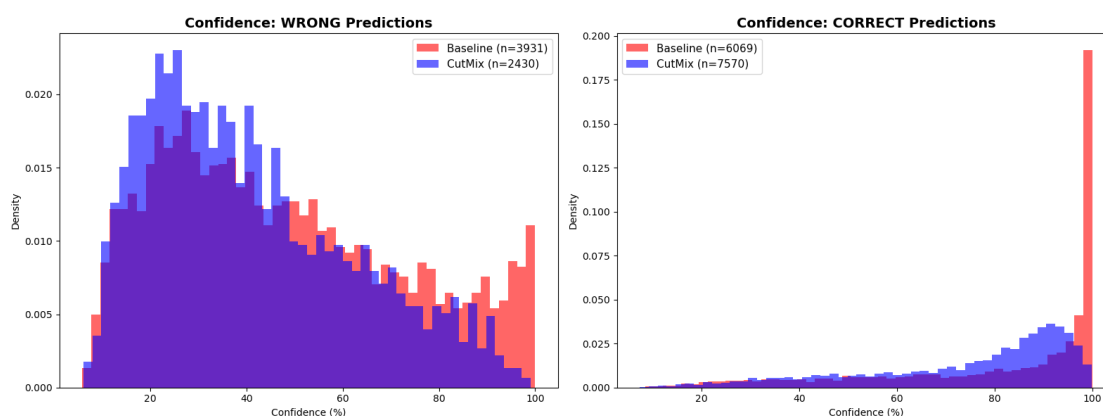 Confidence: WRONG Predictions
Baseline (n=3931)
CutMix (n=2430)
Density
0.020
0.015
0.010
0.005
0.000
20
40
60
80
100
Confidence (%)
Confidence: CORRECT Predictions
Baseline (n=6069)
CutMix (n=7570)
Density
0.200
0.175
0.150
0.125
0.100
0.075
0.050
0.025
0.000
20
40
60
80
100
Confidence (%)